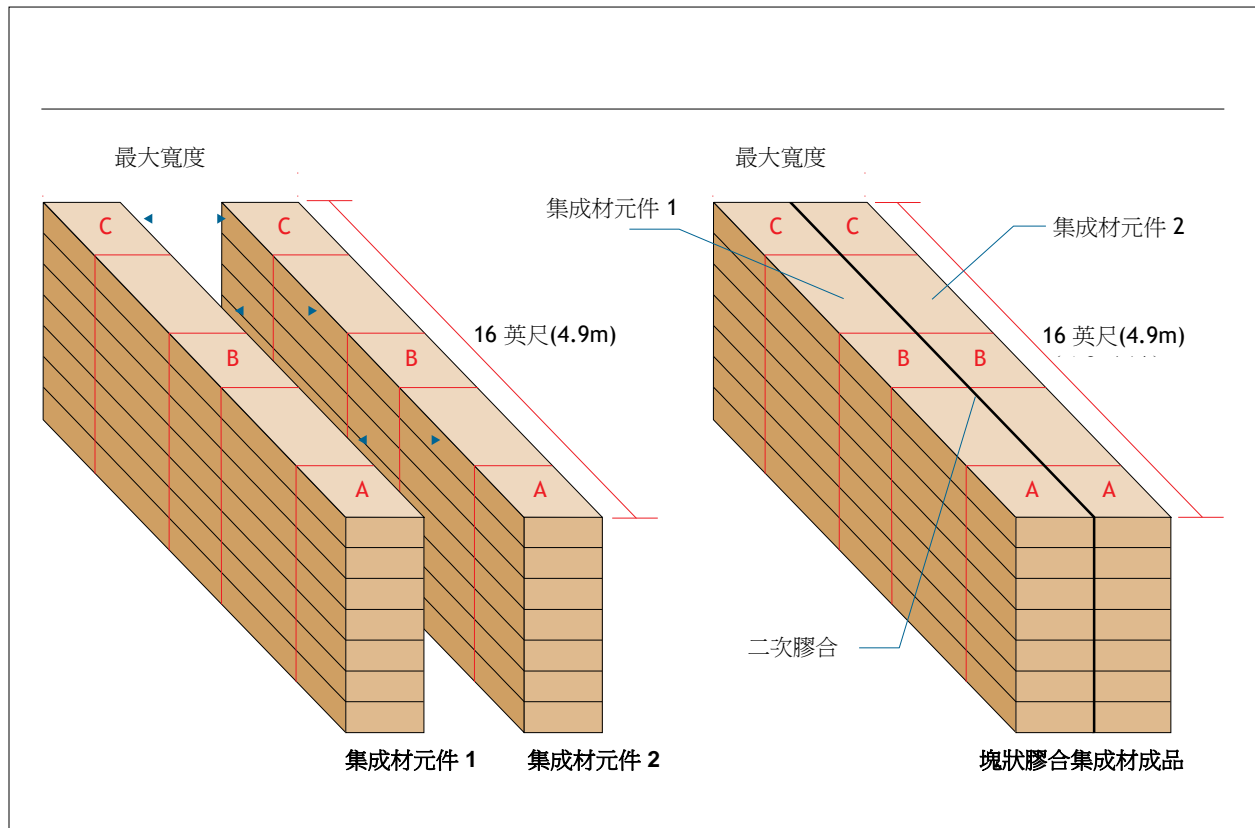 最大寬度
最大寬度
集成材元件 1
集成材元件 2
C
C
C
C
16 英尺(4.9m)
16 英尺(4.9m)
B
B
B
B
A
A
A
A
二次膠合
集成材元件 1
集成材元件 2
塊狀膠合集成材成品